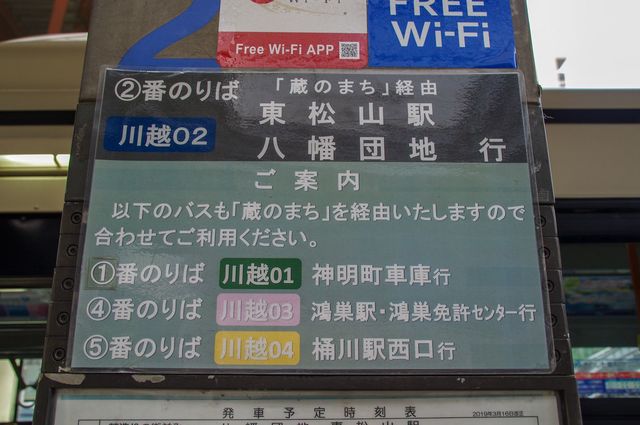 2
Wi-Fi
Free Wi-Fi APP
FREE
Wi-Fi
②番のりば 「蔵のまち」経由
川越02 東松山駅
八幡団地 行
ご案内
以下のバスも「蔵のまち」を経由いたしますので
合わせてご利用ください。
①番のりば 川越01 神明町車庫行
④番のりば 川越03 鴻巣駅・鴻巣免許センター行
⑤番のりば 川越04 桶川駅西口行
発車予定時刻表 2019年3月16日改正